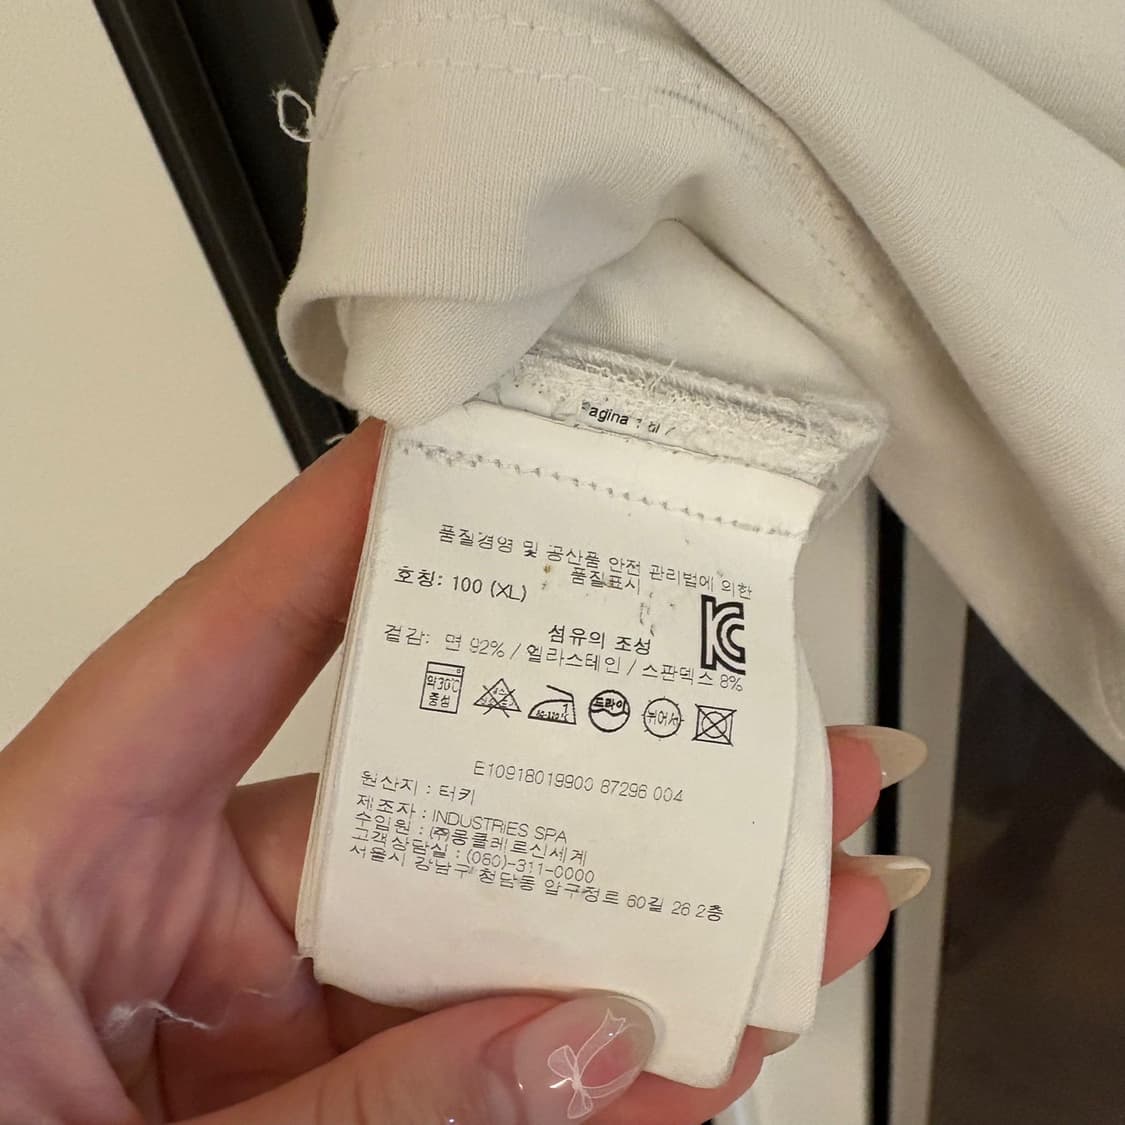 agina
품질경영 및 공산품 안전 관리법에 의한
품질표시
호칭: 100 (XL)
섬유의 조성
겉감: 면 92% / 엘라스테인 / 스판덱스 8%
약30℃
중성
1
드라이
뉘어서
E10918019900 87296 004
원산지 : 터키
제조자 : INDUSTRIES SPA
수입원 : ㈜몽클레르신세계
고객상담실 : (080)-311-0000
서울시 강남구 청담동 압구정로 60길 26 2층